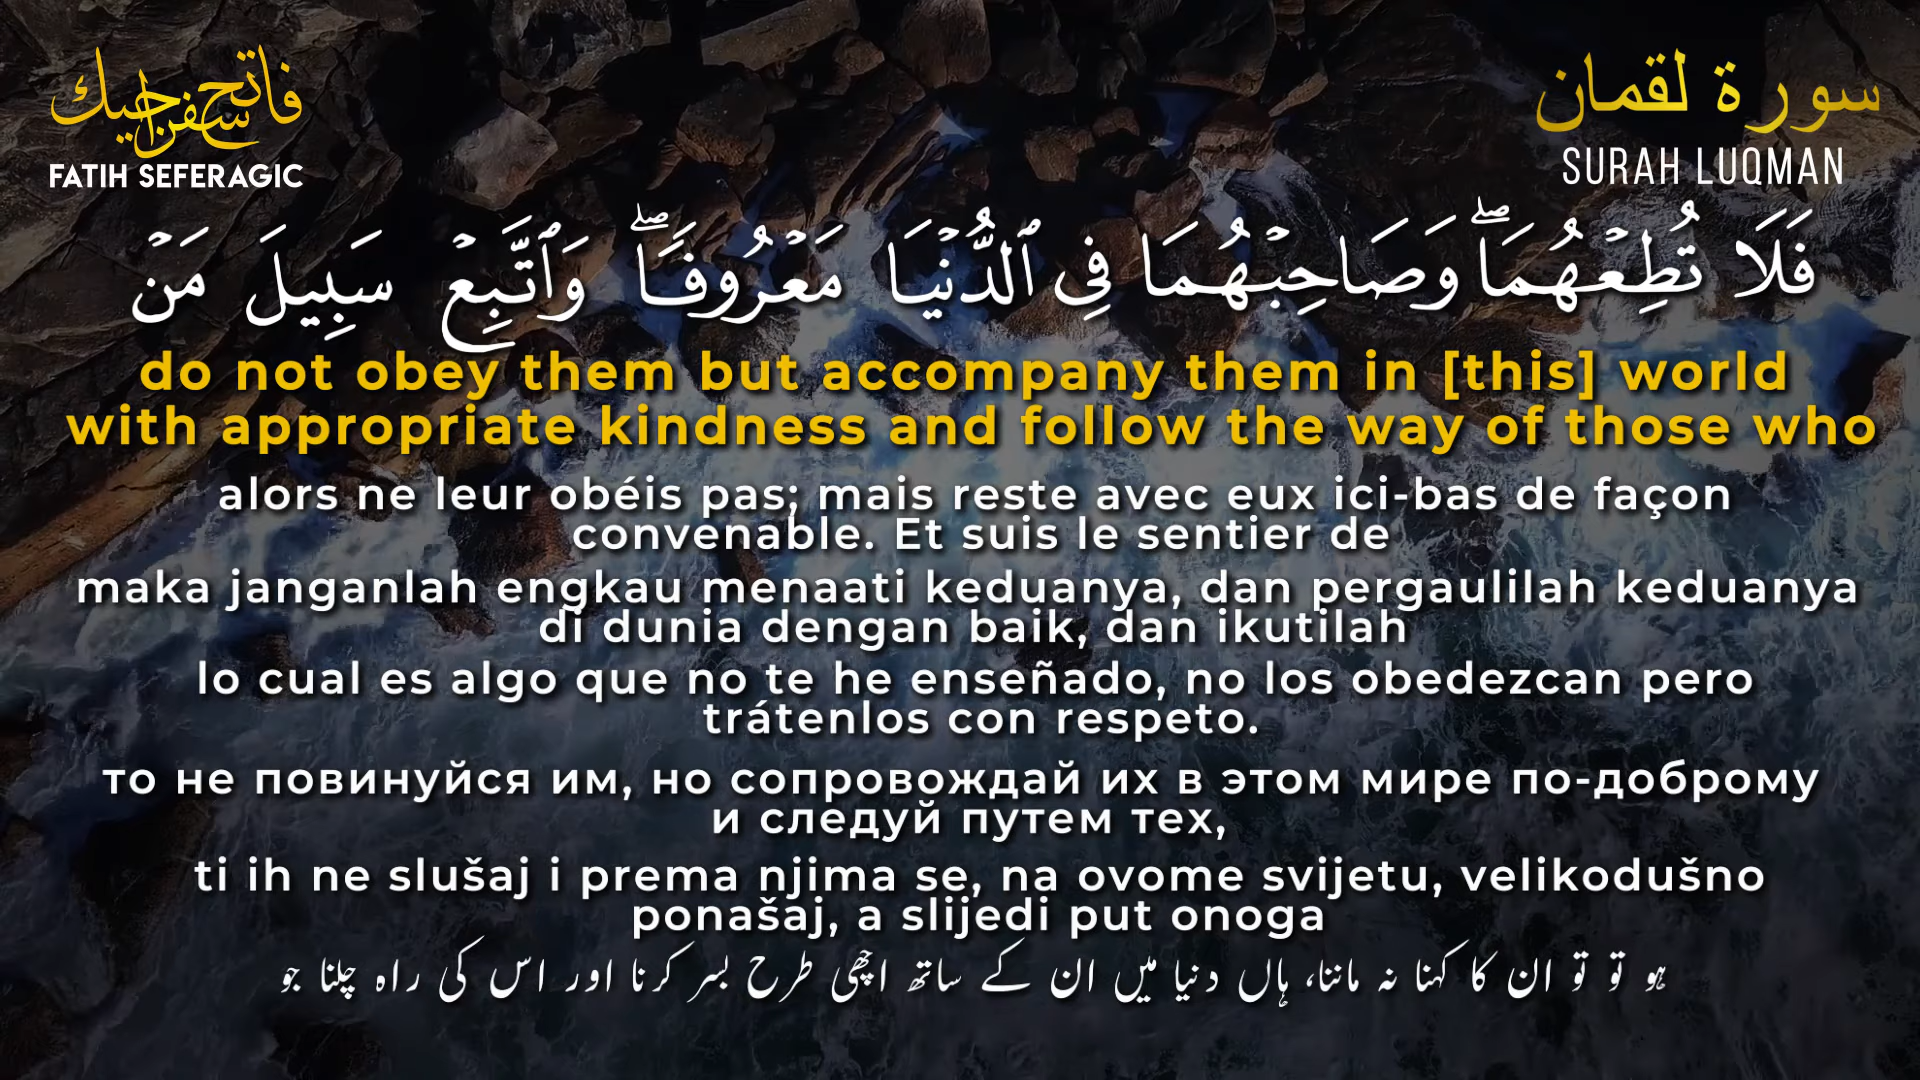 فاتح سفراجيك
FATIH SEFERAGIC
سورة لقمان
SURAH LUQMAN
فَلَا تُطِعْهُمَا ۖ وَصَاحِبْهُمَا فِي ٱلدُّنْيَا مَعْرُوفًا ۖ وَٱتَّبِعْ سَبِيلَ مَنْ
do not obey them but accompany them in [this] world
with appropriate kindness and follow the way of those who
alors ne leur obéis pas; mais reste avec eux ici-bas de façon
convenable. Et suis le sentier de
maka janganlah engkau menaati keduanya, dan pergaulilah keduanya
di dunia dengan baik, dan ikutilah
lo cual es algo que no te he enseñado, no los obedezcan pero
trátenlos con respeto.
то не повинуйся им, но сопровождай их в этом мире по-доброму
и следуй путем тех,
ti ih ne slušaj i prema njima se, na ovome svijetu, velikodušno
ponašaj, a slijedi put onoga
ہو تو تو ان کا کہنا نہ ماننا، ہاں دنیا میں ان کے ساتھ اچھی طرح بسر کرنا اور اس کی راہ چلنا جو